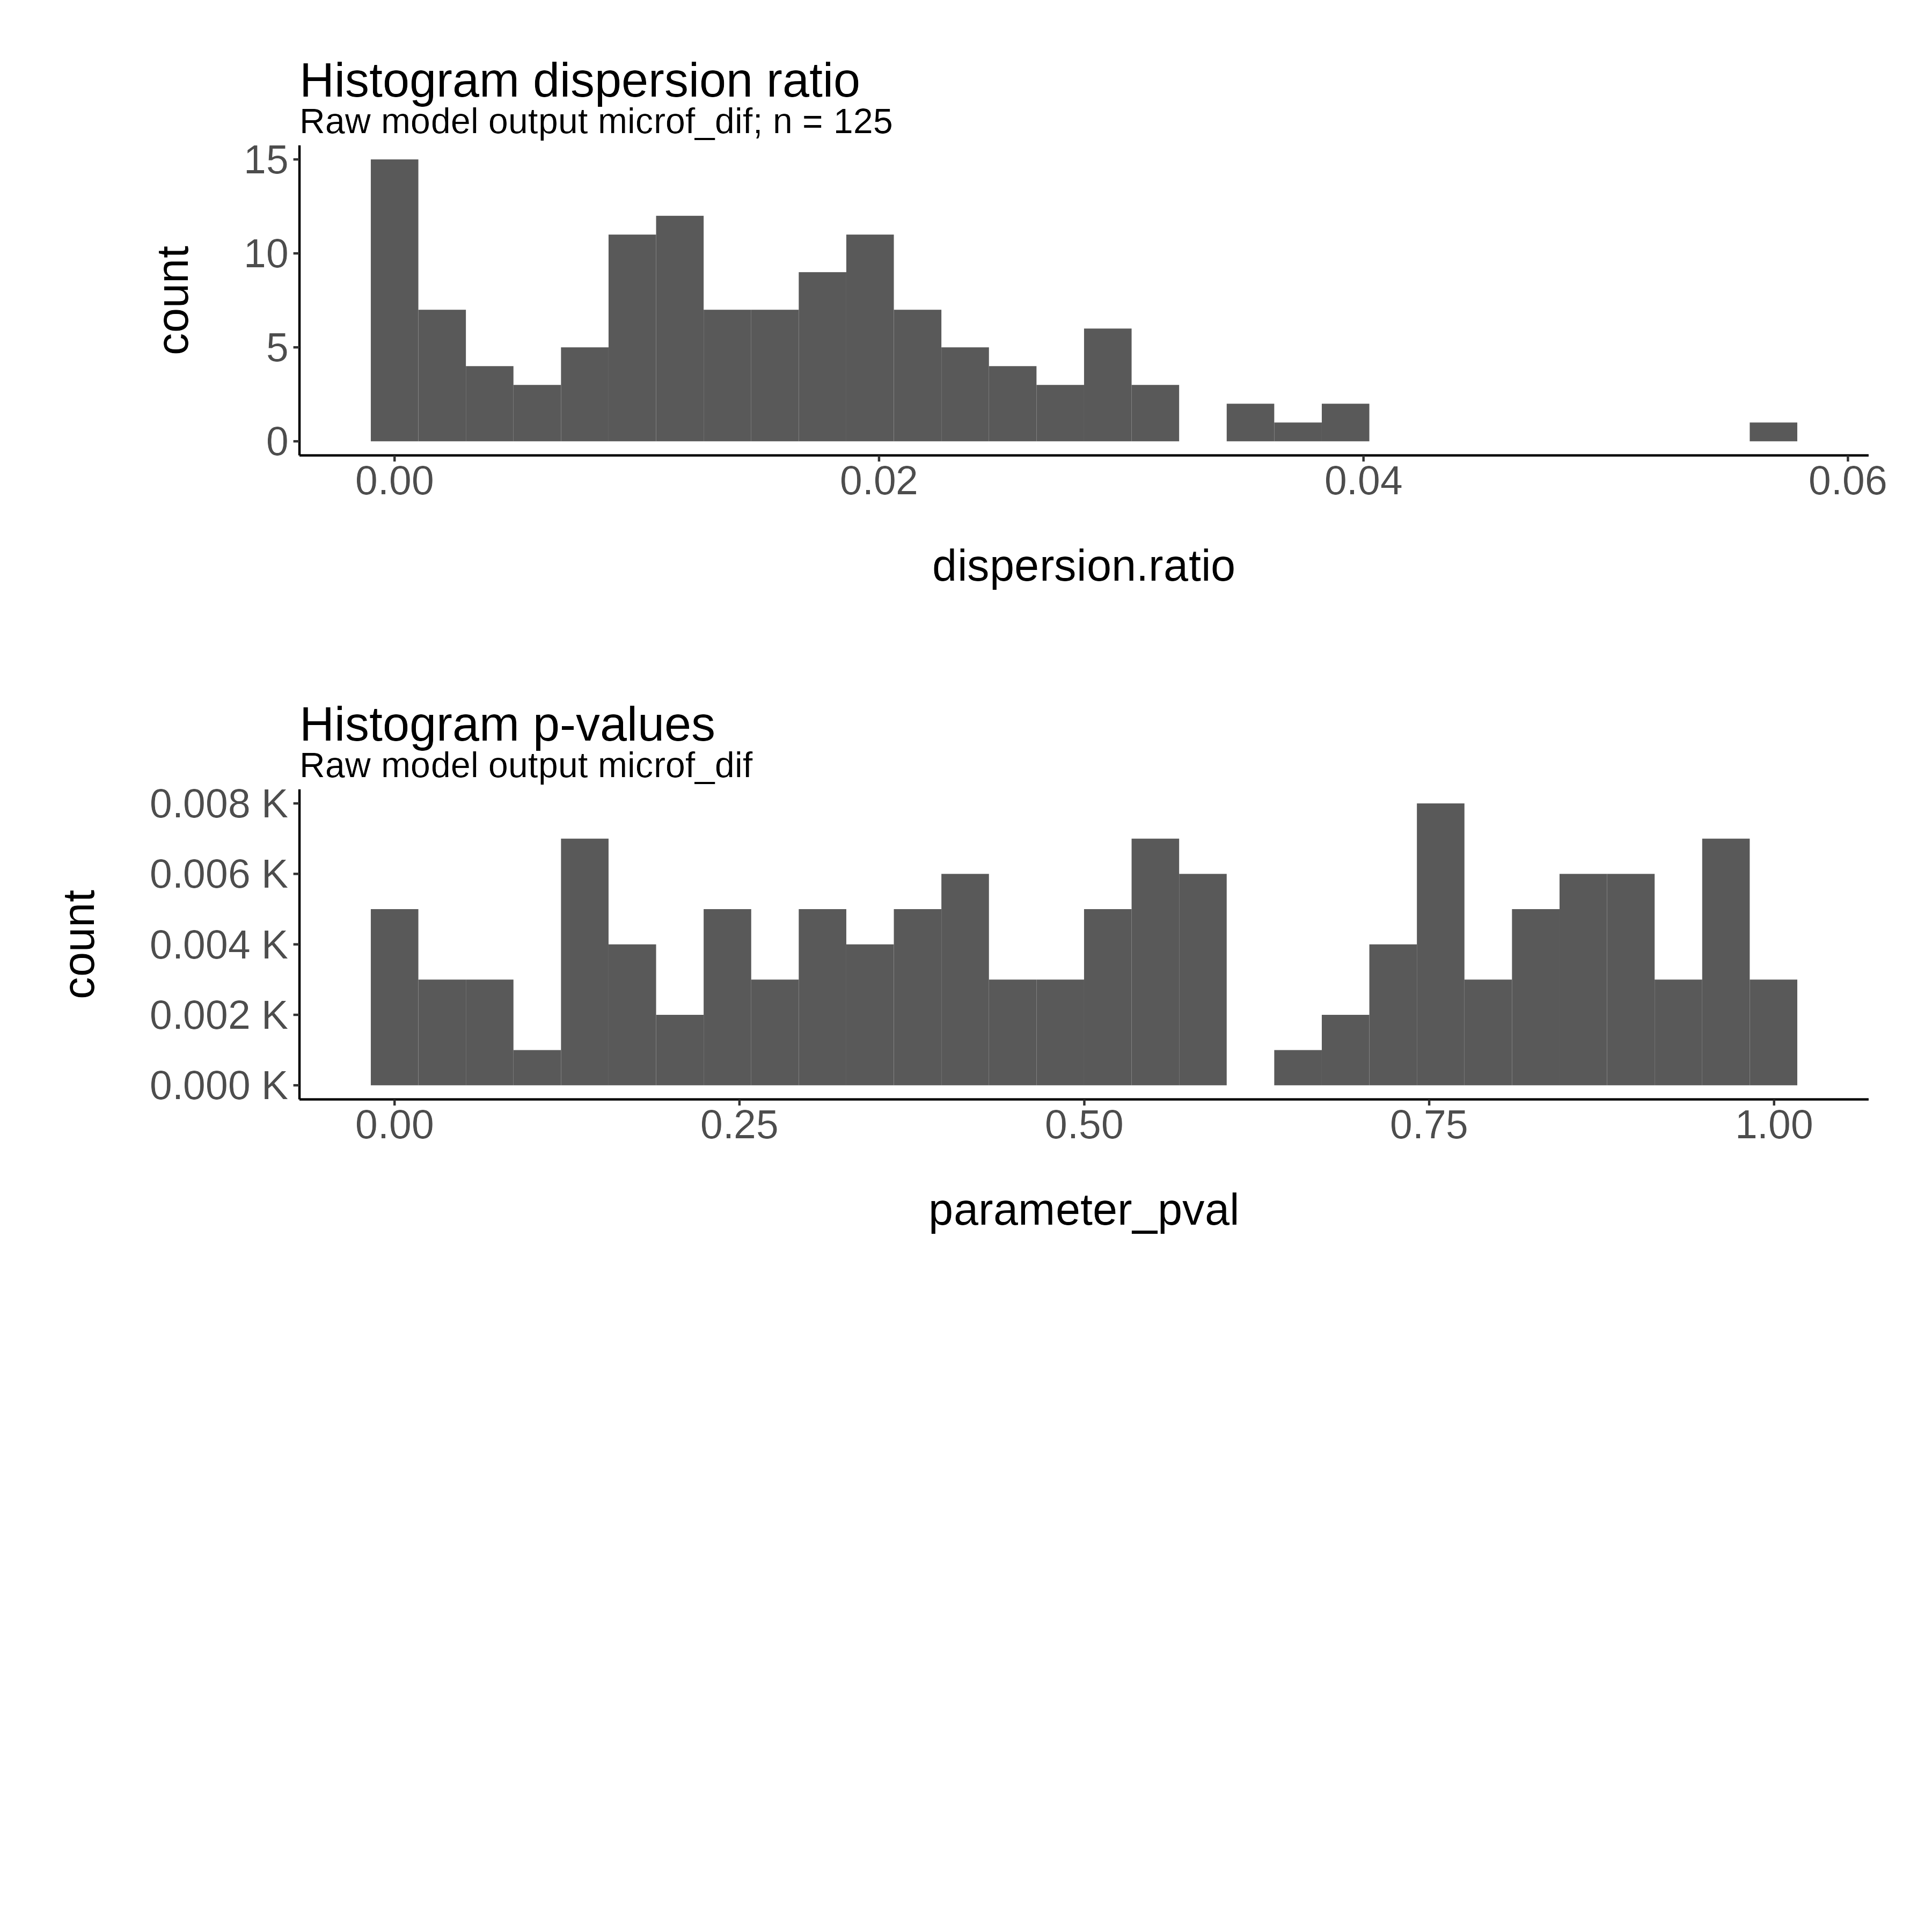 Histogram dispersion ratio
Raw model output microf_dif; n = 125
15
10
5
0
count
0.00 0.02 0.04 0.06
dispersion.ratio
Histogram p-values
Raw model output microf_dif
0.008 K
0.006 K
0.004 K
0.002 K
0.000 K
count
0.00 0.25 0.50 0.75 1.00
parameter_pval